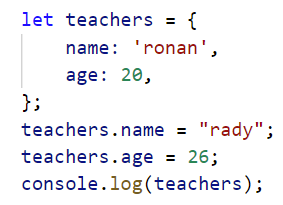 let teachers = {
    name: 'ronan',
    age: 20,
};
teachers.name = "rady";
teachers.age = 26;
console.log(teachers);